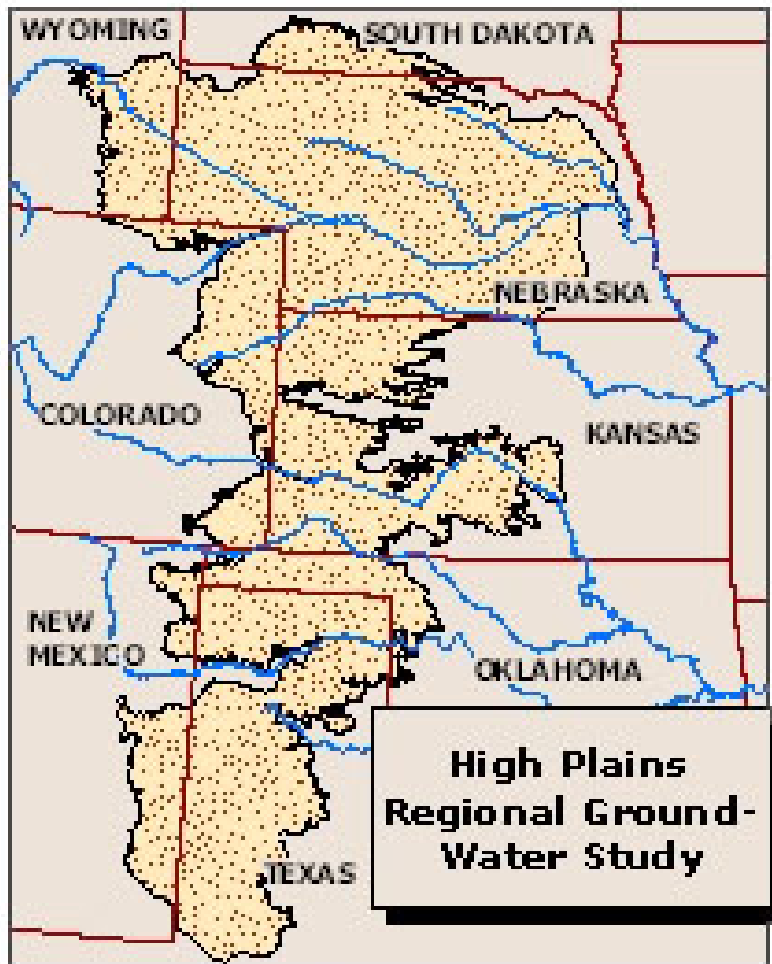 WYOMING
SOUTH DAKOTA
NEBRASKA
COLORADO
KANSAS
NEW
MEXICO
OKLAHOMA
High Plains
Regional Ground-
Water Study
TEXAS